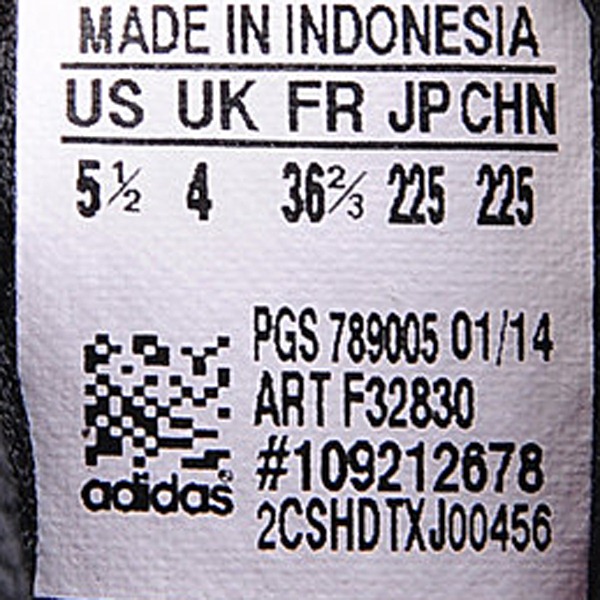 MADE IN INDONESIA
US UK FR JP CHN
5½ 4 36⅔ 225 225
PGS 789005 01/14
ART F32830
#109212678
adidas®
2CSHDTXJ00456